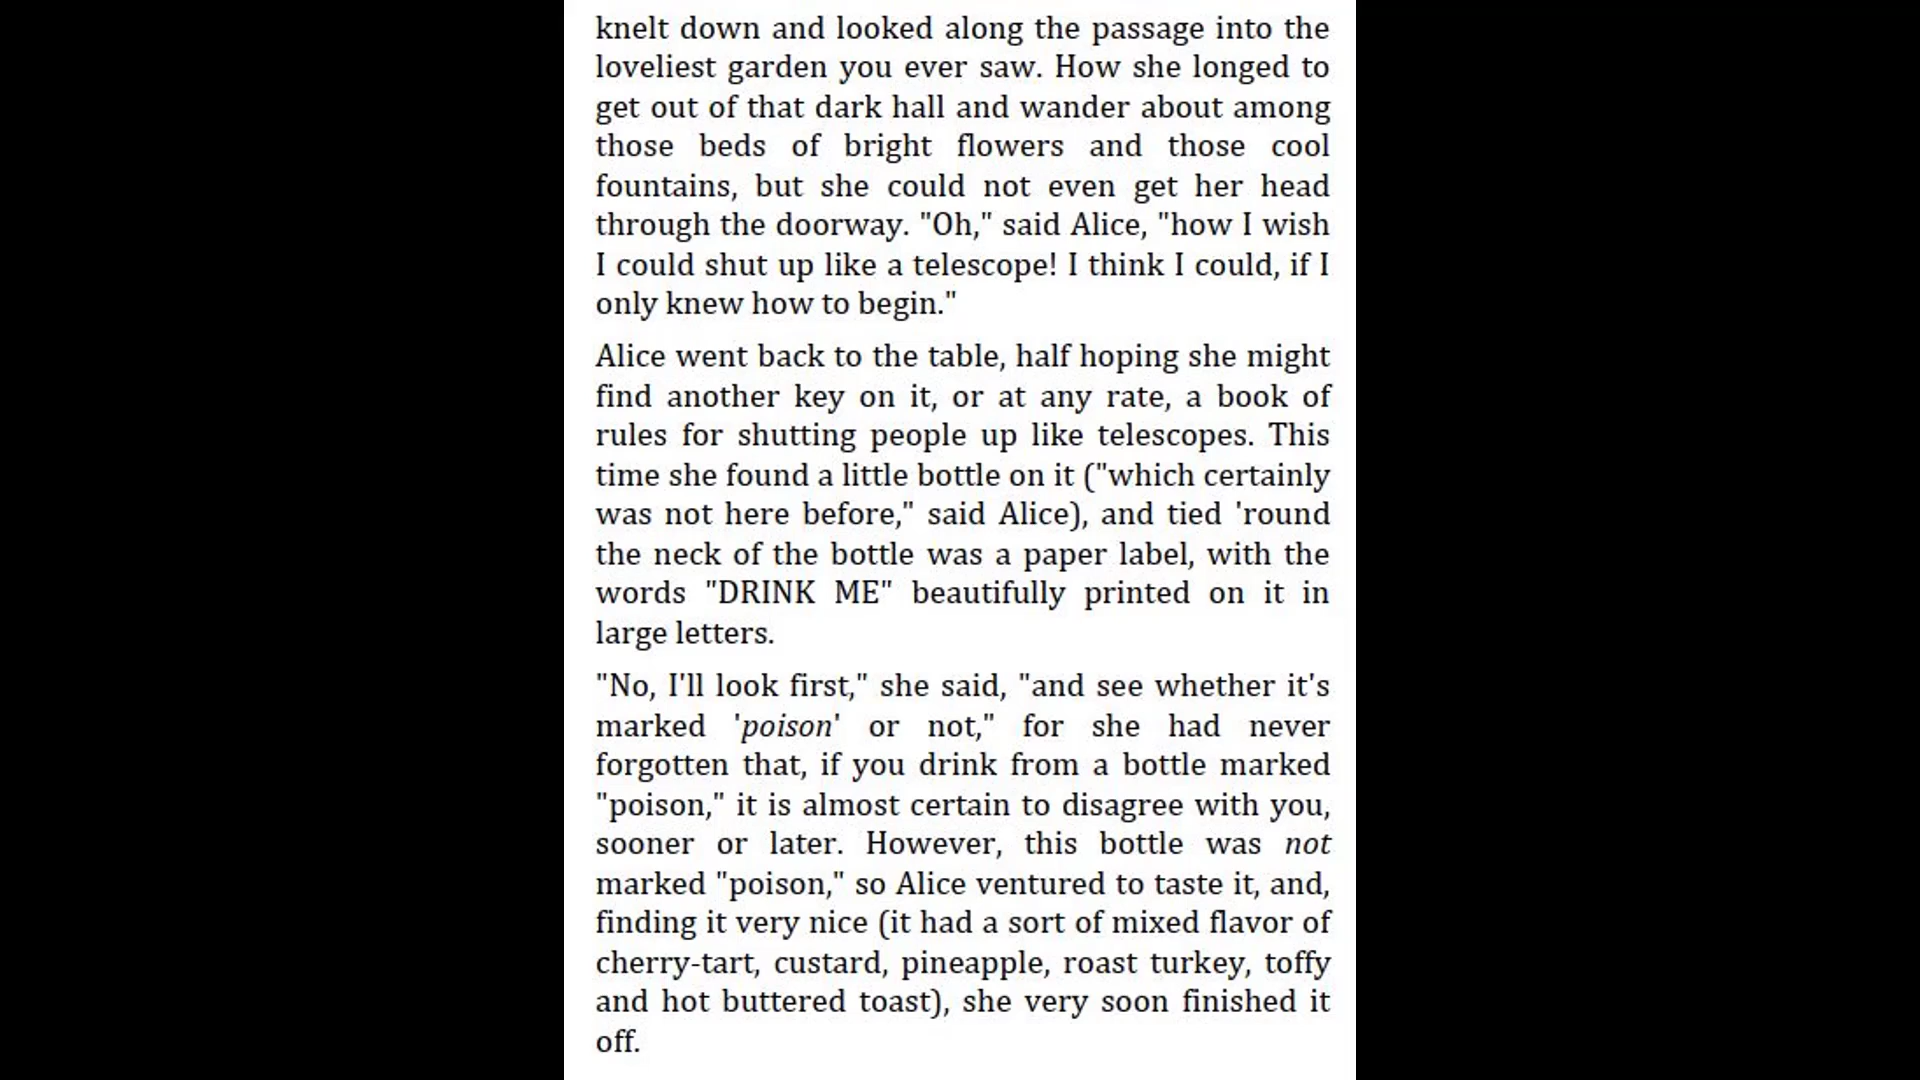 knelt down and looked along the passage into the
loveliest garden you ever saw. How she longed to
get out of that dark hall and wander about among
those beds of bright flowers and those cool
fountains, but she could not even get her head
through the doorway. "Oh," said Alice, "how I wish
I could shut up like a telescope! I think I could, if I
only knew how to begin."
Alice went back to the table, half hoping she might
find another key on it, or at any rate, a book of
rules for shutting people up like telescopes. This
time she found a little bottle on it ("which certainly
was not here before," said Alice), and tied 'round
the neck of the bottle was a paper label, with the
words "DRINK ME" beautifully printed on it in
large letters.
"No, I'll look first," she said, "and see whether it's
marked 'poison' or not," for she had never
forgotten that, if you drink from a bottle marked
"poison," it is almost certain to disagree with you,
sooner or later. However, this bottle was not
marked "poison," so Alice ventured to taste it, and,
finding it very nice (it had a sort of mixed flavor of
cherry-tart, custard, pineapple, roast turkey, toffy
and hot buttered toast), she very soon finished it
off.